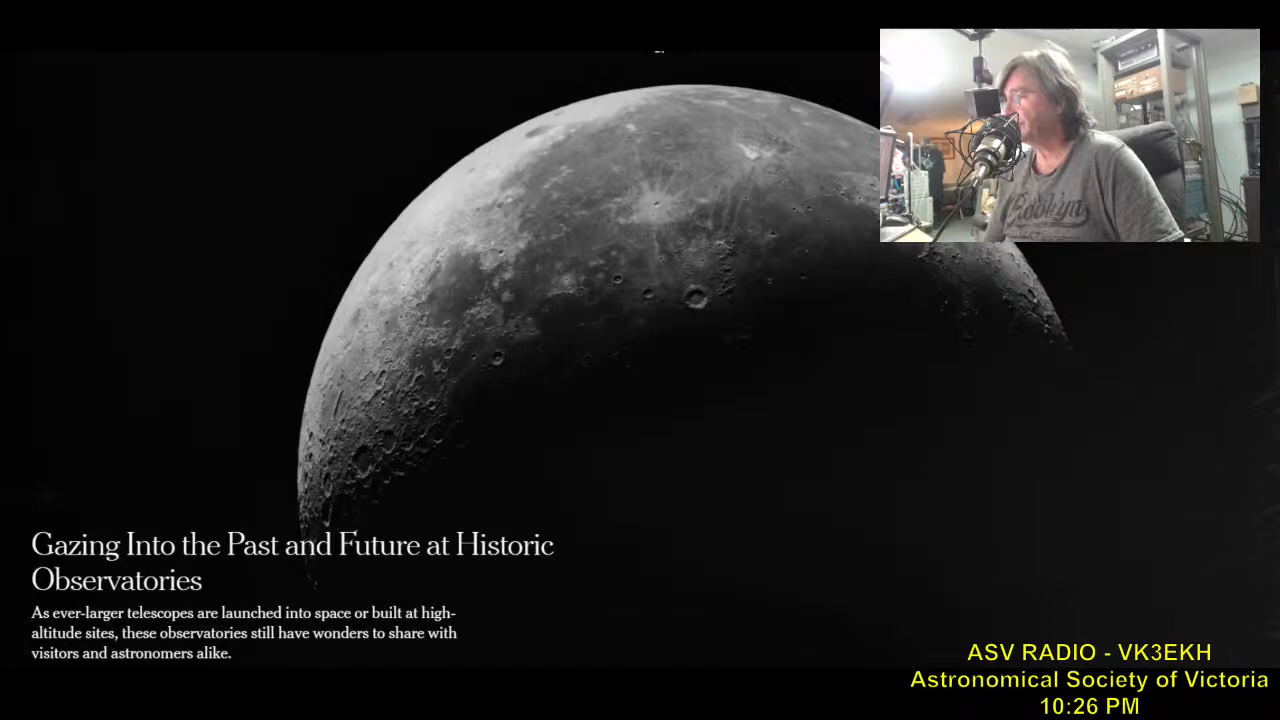 Brooklyn
Gazing Into the Past and Future at Historic
Observatories
As ever-larger telescopes are launched into space or built at high-
altitude sites, these observatories still have wonders to share with
visitors and astronomers alike.
ASV RADIO - VK3EKH
Astronomical Society of Victoria
10:26 PM